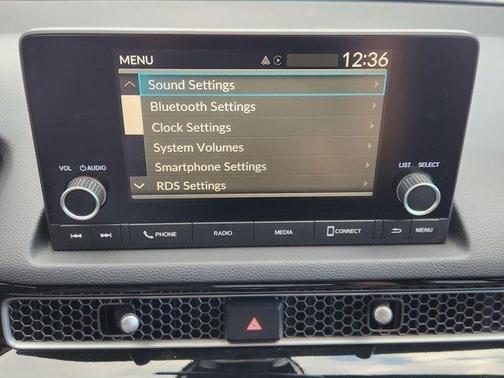 MENU 12:36
Sound Settings
Bluetooth Settings
Clock Settings
System Volumes
Smartphone Settings
RDS Settings
VOL AUDIO
LIST SELECT
PHONE RADIO MEDIA CONNECT MENU